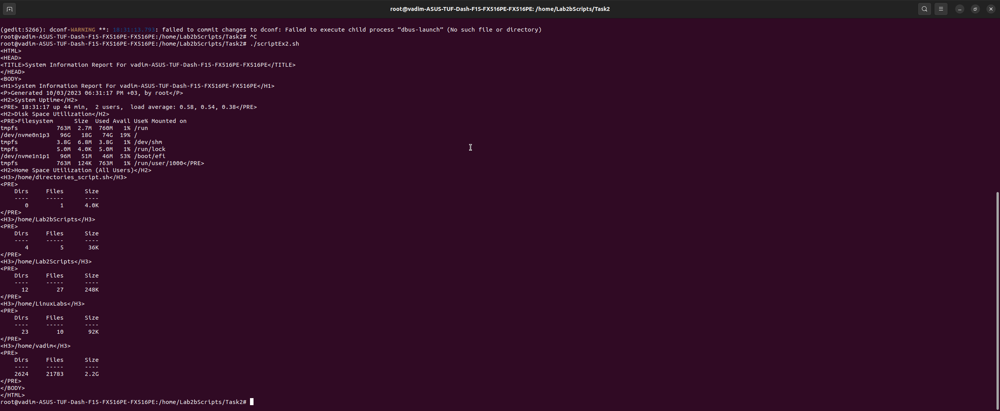 root@vadim-ASUS-TUF-Dash-F15-FX516PE-FX516PE: /home/Lab2bScripts/Task2
(gedit:5266): dconf-WARNING **: 18:31:13.793: failed to commit changes to dconf: Failed to execute child process “dbus-launch” (No such file or directory)
root@vadim-ASUS-TUF-Dash-F15-FX516PE-FX516PE:/home/Lab2bScripts/Task2# ^C
root@vadim-ASUS-TUF-Dash-F15-FX516PE-FX516PE:/home/Lab2bScripts/Task2# ./scriptEx2.sh
<HTML>
<HEAD>
<TITLE>System Information Report For vadim-ASUS-TUF-Dash-F15-FX516PE-FX516PE</TITLE>
</HEAD>
<BODY>
<H1>System Information Report For vadim-ASUS-TUF-Dash-F15-FX516PE-FX516PE</H1>
<P>Generated 10/03/2023 06:31:17 PM +03, by root</P>
<H2>System Uptime</H2>
<PRE> 18:31:17 up 44 min,  2 users,  load average: 0.58, 0.54, 0.38</PRE>
<H2>Disk Space Utilization</H2>
<PRE>Filesystem      Size  Used Avail Use% Mounted on
tmpfs           763M  2.7M  760M   1% /run
/dev/nvme0n1p3   96G   18G   74G  19% /
tmpfs           3.8G  6.8M  3.8G   1% /dev/shm
tmpfs           5.0M  4.0K  5.0M   1% /run/lock
/dev/nvme1n1p1   96M   51M   46M  53% /boot/efi
tmpfs           763M  124K  763M   1% /run/user/1000</PRE>
<H2>Home Space Utilization (All Users)</H2>
<H3>/home/directories_script.sh</H3>
<PRE>
    Dirs     Files      Size
    ----     -----      ----
       0         1      4.0K
</PRE>
<H3>/home/Lab2bScripts</H3>
<PRE>
    Dirs     Files      Size
    ----     -----      ----
       4         5       36K
</PRE>
<H3>/home/Lab2Scripts</H3>
<PRE>
    Dirs     Files      Size
    ----     -----      ----
      12        27      248K
</PRE>
<H3>/home/LinuxLabs</H3>
<PRE>
    Dirs     Files      Size
    ----     -----      ----
      23        10       92K
</PRE>
<H3>/home/vadim</H3>
<PRE>
    Dirs     Files      Size
    ----     -----      ----
    2624     21783      2.2G
</PRE>
</BODY>
</HTML>
root@vadim-ASUS-TUF-Dash-F15-FX516PE-FX516PE:/home/Lab2bScripts/Task2#